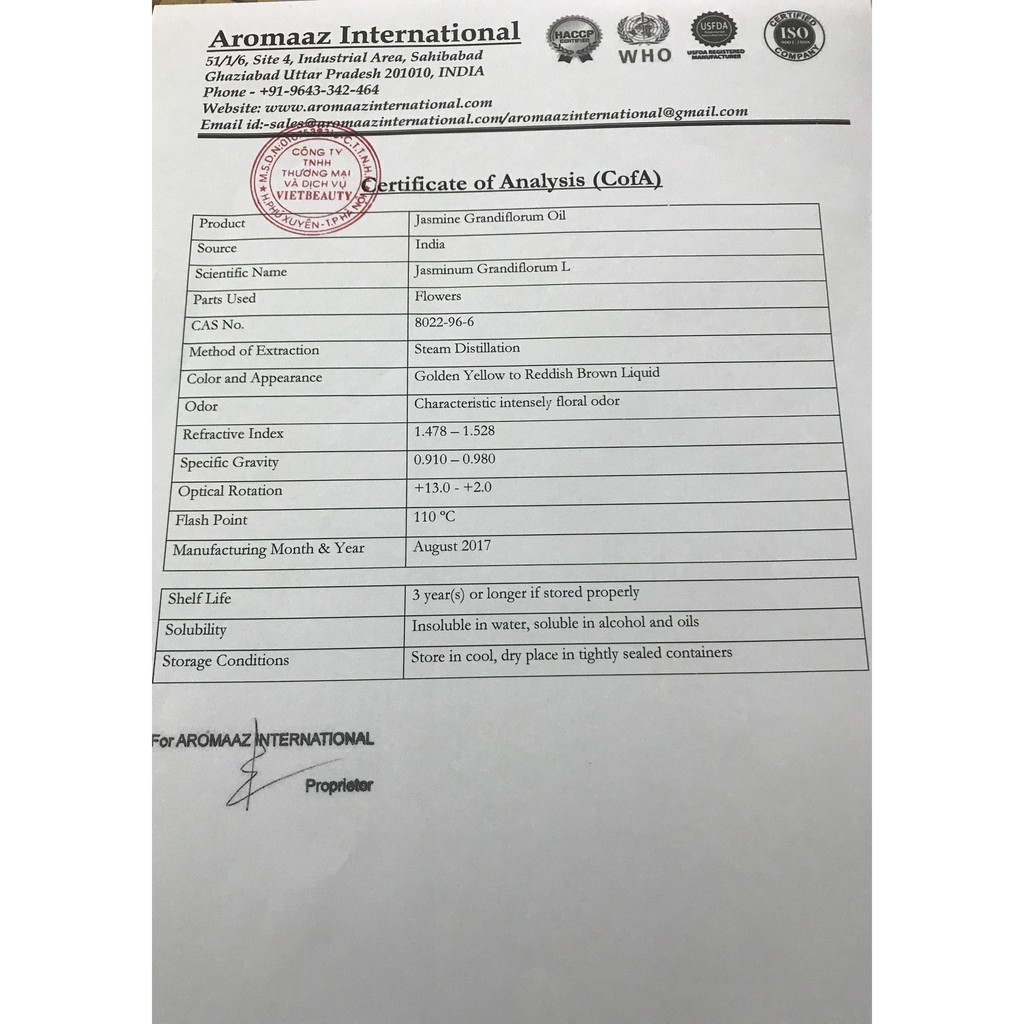 Aromaaz International
51/1/6, Site 4, Industrial Area, Sahibabad
Ghaziabad Uttar Pradesh 201010, INDIA
Phone - +91-9643-342-464
Website: www.aromaazinternational.com
Email id:-sales@aromaazinternational.com/aromaazinternational@gmail.com
HACCP
CERTIFIED
WHO
USFDA
USFDA REGISTERED
MANUFACTURER
CERTIFIED
ISO
COMPANY
CÔNG TY
TNHH
THƯƠNG MẠI
VÀ DỊCH VỤ
VIETBEAUTY
H.PHÚ XUYÊN-T.P HÀ NỘI
Certificate of Analysis (CofA)
Product Jasmine Grandiflorum Oil
Source India
Scientific Name Jasminum Grandiflorum L
Parts Used Flowers
CAS No. 8022-96-6
Method of Extraction Steam Distillation
Color and Appearance Golden Yellow to Reddish Brown Liquid
Odor Characteristic intensely floral odor
Refractive Index 1.478 – 1.528
Specific Gravity 0.910 – 0.980
Optical Rotation +13.0 - +2.0
Flash Point 110 ºC
Manufacturing Month & Year August 2017
Shelf Life 3 year(s) or longer if stored properly
Solubility Insoluble in water, soluble in alcohol and oils
Storage Conditions Store in cool, dry place in tightly sealed containers
For AROMAAZ INTERNATIONAL
Proprietor